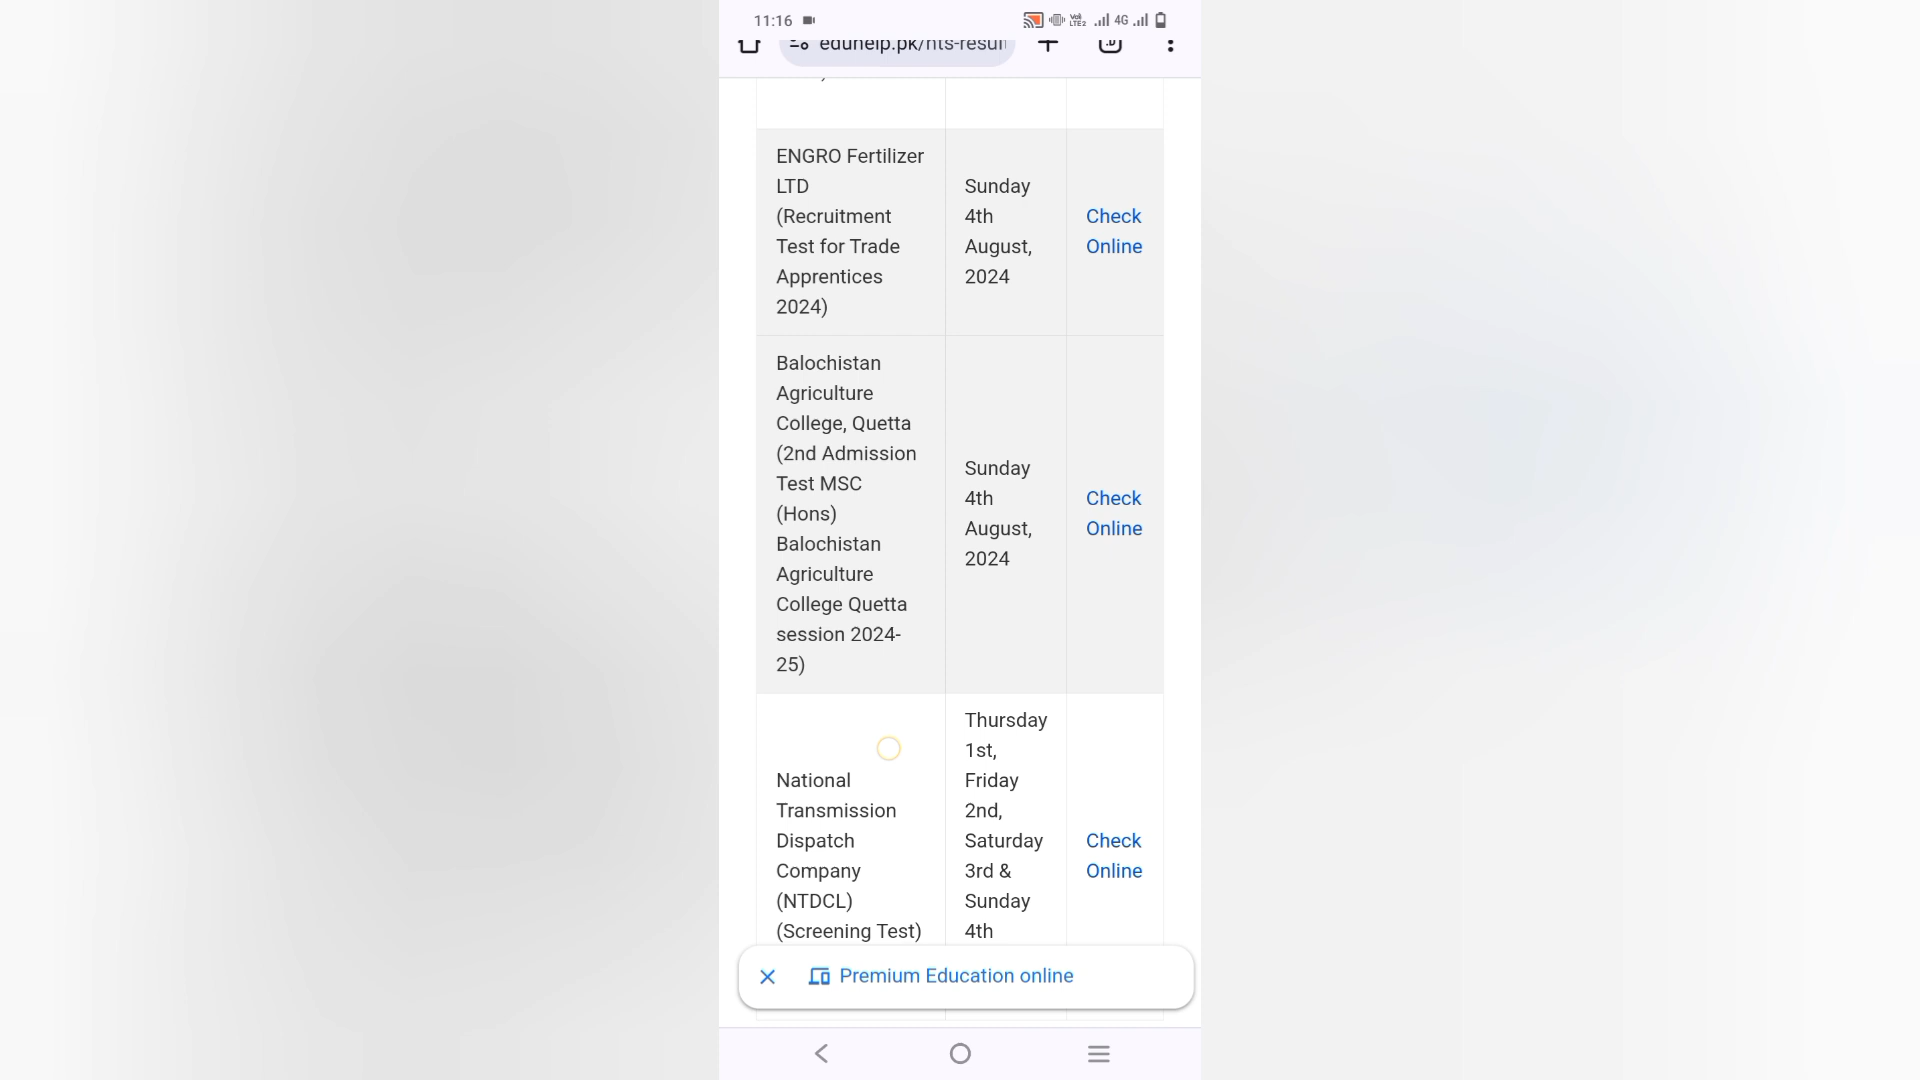 11:16
VoI
LTE2
4G
eduhelp.pk/nts-resul
ENGRO Fertilizer
LTD
(Recruitment
Test for Trade
Apprentices
2024)
Sunday
4th
August,
2024
Check
Online
Balochistan
Agriculture
College, Quetta
(2nd Admission
Test MSC
(Hons)
Balochistan
Agriculture
College Quetta
session 2024-
25)
Sunday
4th
August,
2024
Check
Online
National
Transmission
Dispatch
Company
(NTDCL)
(Screening Test)
Thursday
1st,
Friday
2nd,
Saturday
3rd &
Sunday
4th
Check
Online
Premium Education online